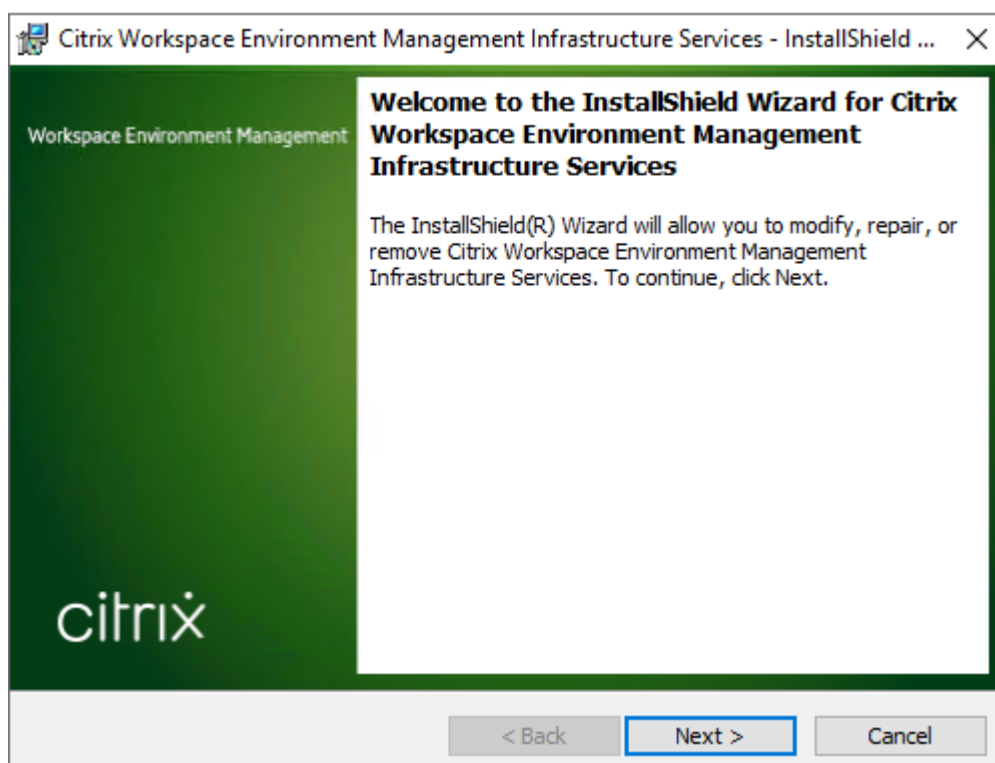 Citrix Workspace Environment Management Infrastructure Services - InstallShield ...
Workspace Environment Management
Welcome to the InstallShield Wizard for Citrix
Workspace Environment Management
Infrastructure Services
The InstallShield(R) Wizard will allow you to modify, repair, or
remove Citrix Workspace Environment Management
Infrastructure Services. To continue, click Next.
citrix
< Back
Next >
Cancel